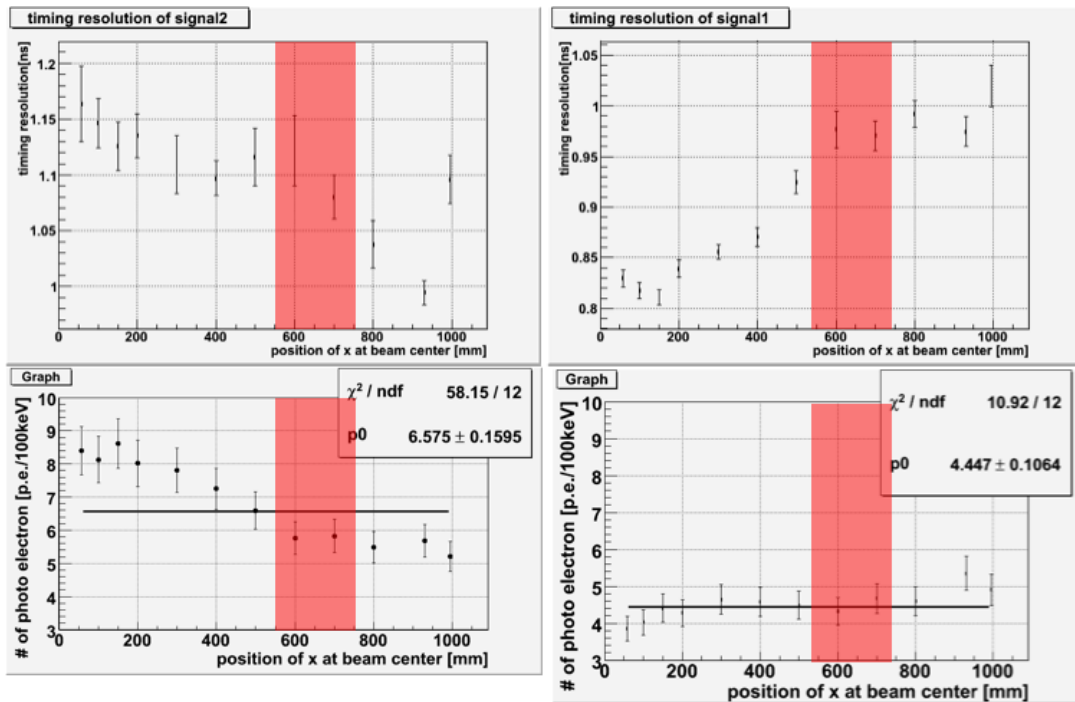 timing resolution of signal2
timing resolution[ns]
1.2
1.15
1.1
1.05
1
0 200 400 600 800 1000
position of x at beam center [mm]
timing resolution of signal1
timing resolution[ns]
1.05
1
0.95
0.9
0.85
0.8
0 200 400 600 800 1000
position of x at beam center [mm]
Graph
χ² / ndf 58.15 / 12
p0 6.575 ± 0.1595
# of photo electron [p.e./100keV]
10
9
8
7
6
5
4
3
0 200 400 600 800 1000
position of x at beam center [mm]
Graph
χ² / ndf 10.92 / 12
p0 4.447 ± 0.1064
# of photo electron [p.e./100keV]
10
9
8
7
6
5
4
3
0 200 400 600 800 1000
position of x at beam center [mm]